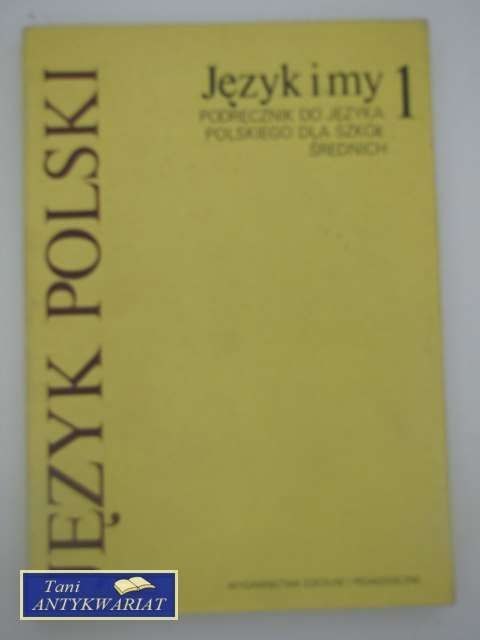 JĘZYK POLSKI
Język i my 1
PODRĘCZNIK DO JĘZYKA
POLSKIEGO DLA SZKÓŁ
ŚREDNICH
WYDAWNICTWA SZKOLNE I PEDAGOGICZNE
Tani
ANTYKWARIAT